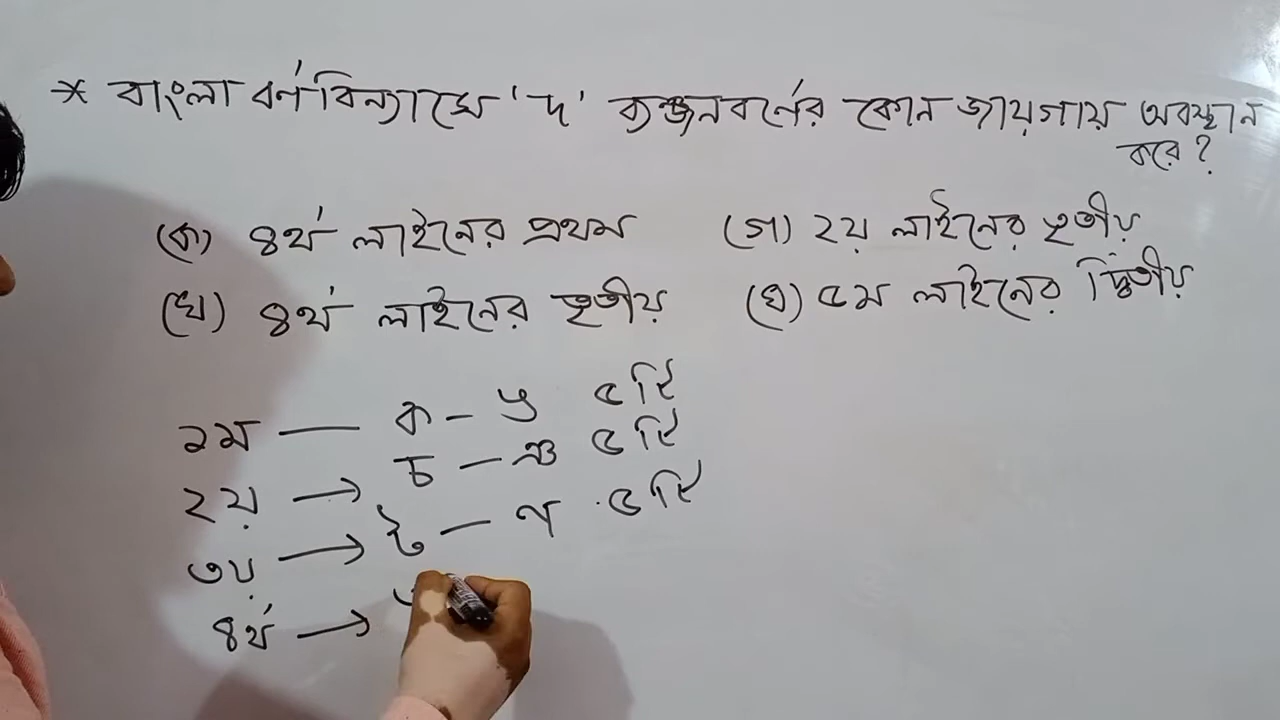 * বাংলা বর্ণবিন্যাসে 'দ' ব্যঞ্জনবর্ণের কোন জায়গায় অবস্থান
করে?
(ক) ৪র্থ লাইনের প্রথম (গ) ২য় লাইনের তৃতীয়
(খ) ৪র্থ লাইনের তৃতীয় (ঘ) ৫ম লাইনের দ্বিতীয়
১ম — ক – ঙ ৫টি
২য় → চ – ঞ ৫টি
৩য় → ট – ণ ৫টি
৪র্থ →